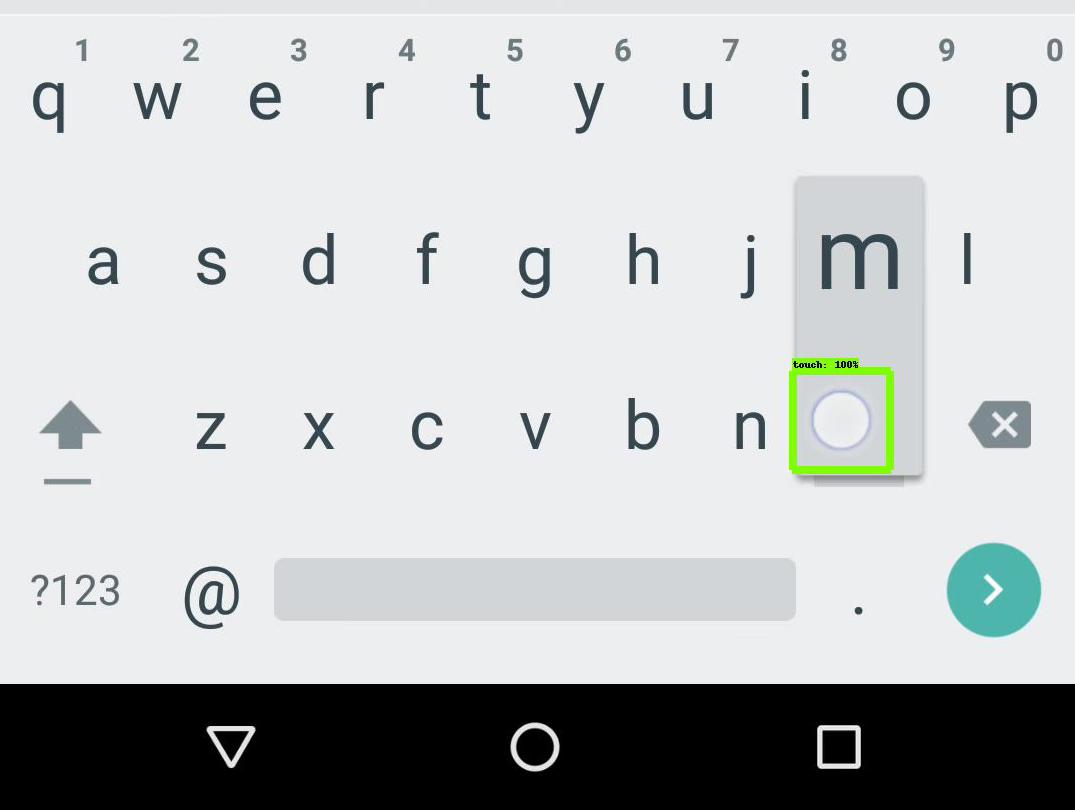 1 2 3 4 5 6 7 8 9 0
q w e r t y u i o p
a s d f g h j m l
touch: 100%
z x c v b n
?123 @ .